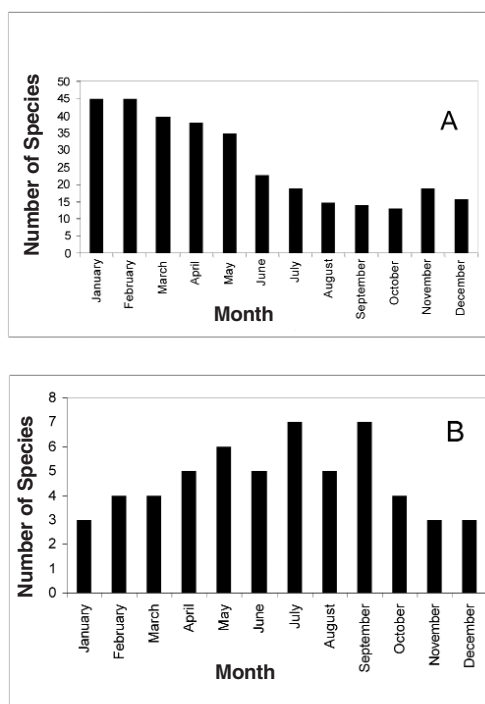 A
Number of Species
50
45
40
35
30
25
20
15
10
5
0
January
February
March
April
May
June
July
August
September
October
November
December
Month
B
Number of Species
8
7
6
5
4
3
2
1
0
January
February
March
April
May
June
July
August
September
October
November
December
Month